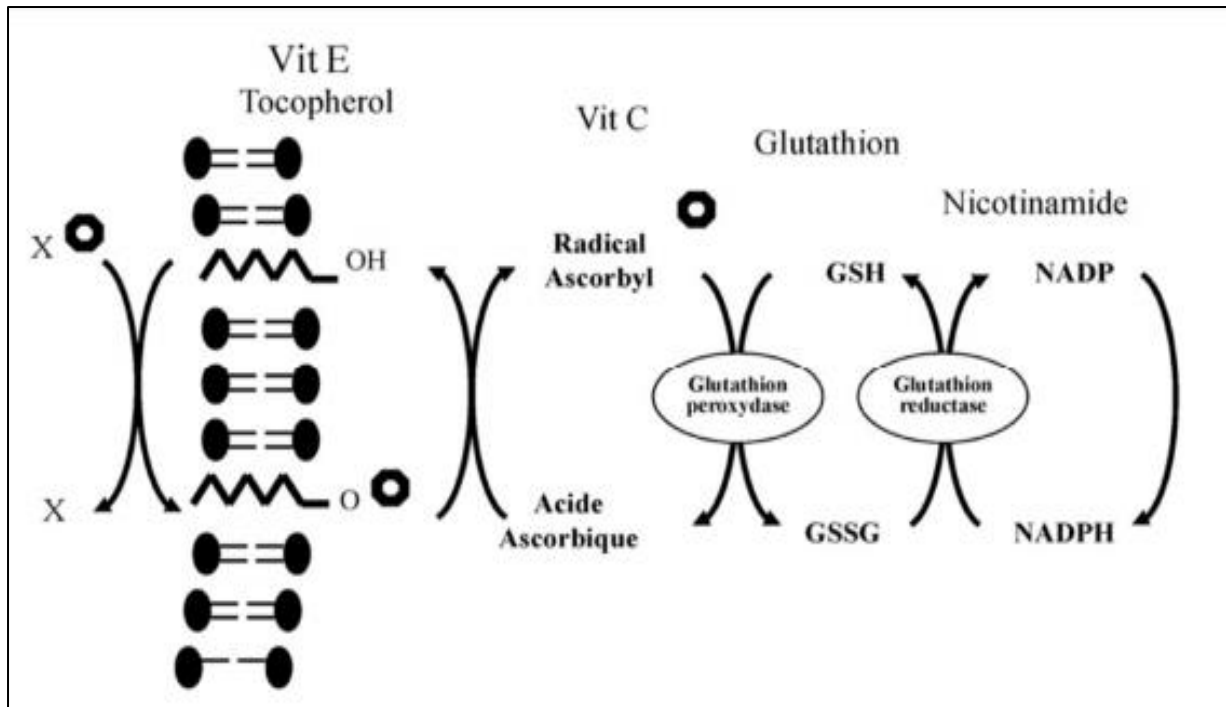 Vit E
Tocopherol
Vit C
Glutathion
Nicotinamide
X
OH
Radical
Ascorbyl
GSH
NADP
Glutathion
peroxydase
Glutathion
reductase
X
O
Acide
Ascorbique
GSSG
NADPH